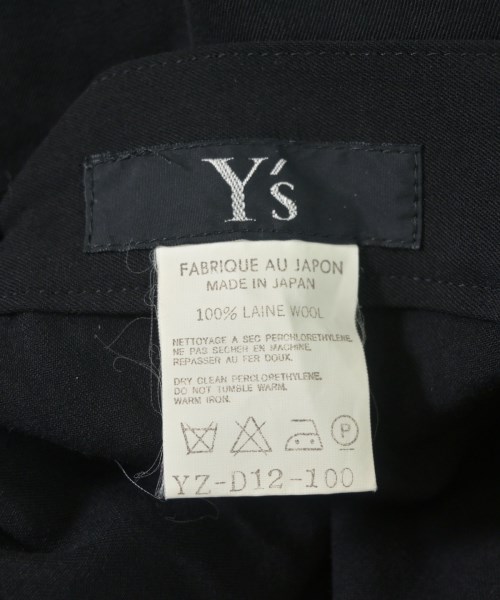 Y's
FABRIQUE AU JAPON
MADE IN JAPAN
100% LAINE WOOL
NETTOYAGE A SEC PERCHLORETHYLENE.
NE PAS SECHER EN MACHINE.
REPASSER AU FER DOUX.
DRY CLEAN PERCLORETHYLENE.
DO NOT TUMBLE WARM.
WARM IRON.
P
YZ-D12-100